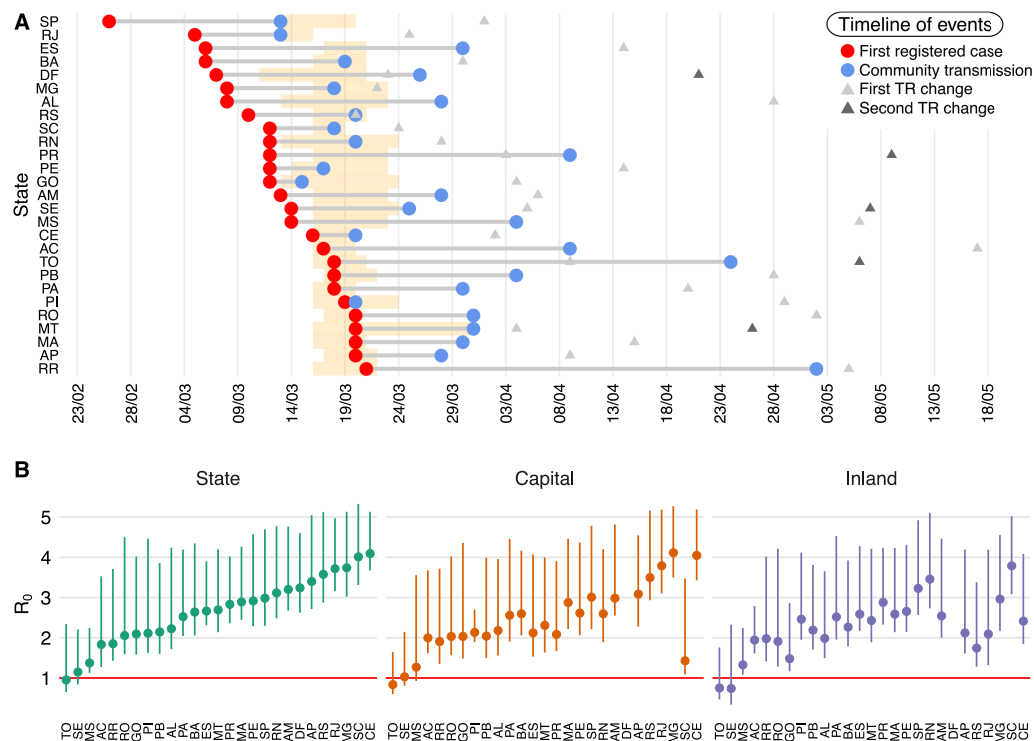 A
Timeline of events
First registered case
Community transmission
First TR change
Second TR change
State
SP
RJ
ES
BA
DF
MG
AL
RS
SC
RN
PR
PE
GO
AM
SE
MS
CE
AC
TO
PB
PA
PI
RO
MT
MA
AP
RR
23/02 28/02 04/03 09/03 14/03 19/03 24/03 29/03 03/04 08/04 13/04 18/04 23/04 28/04 03/05 08/05 13/05 18/05
B
State Capital Inland
R0
5
4
3
2
1
TO SE MS AC RR RO GO PI PB AL PA BA ES MT PR MA PE SP RN AM DF AP RS RJ MG SC CE
TO SE MS AC RR RO GO PI PB AL PA BA ES MT PR MA PE SP RN AM DF AP RS RJ MG SC CE
TO SE MS AC RR RO GO PI PB AL PA BA ES MT PR MA PE SP RN AM DF AP RS RJ MG SC CE